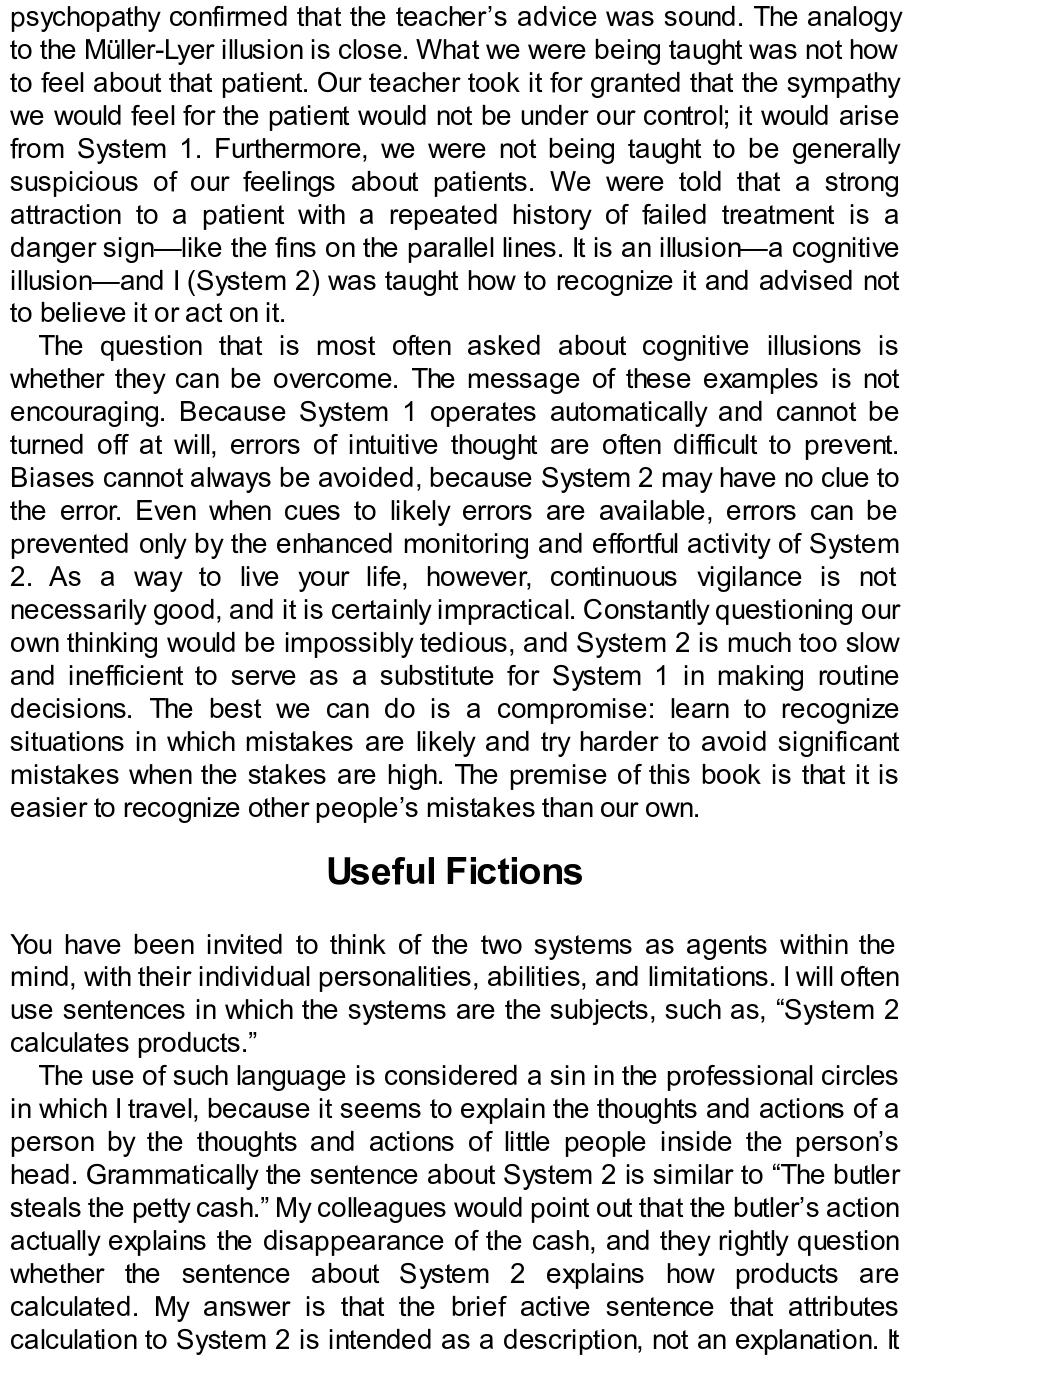 psychopathy confirmed that the teacher’s advice was sound. The analogy
to the Müller-Lyer illusion is close. What we were being taught was not how
to feel about that patient. Our teacher took it for granted that the sympathy
we would feel for the patient would not be under our control; it would arise
from System 1. Furthermore, we were not being taught to be generally
suspicious of our feelings about patients. We were told that a strong
attraction to a patient with a repeated history of failed treatment is a
danger sign—like the fins on the parallel lines. It is an illusion—a cognitive
illusion—and I (System 2) was taught how to recognize it and advised not
to believe it or act on it.
The question that is most often asked about cognitive illusions is
whether they can be overcome. The message of these examples is not
encouraging. Because System 1 operates automatically and cannot be
turned off at will, errors of intuitive thought are often difficult to prevent.
Biases cannot always be avoided, because System 2 may have no clue to
the error. Even when cues to likely errors are available, errors can be
prevented only by the enhanced monitoring and effortful activity of System
2. As a way to live your life, however, continuous vigilance is not
necessarily good, and it is certainly impractical. Constantly questioning our
own thinking would be impossibly tedious, and System 2 is much too slow
and inefficient to serve as a substitute for System 1 in making routine
decisions. The best we can do is a compromise: learn to recognize
situations in which mistakes are likely and try harder to avoid significant
mistakes when the stakes are high. The premise of this book is that it is
easier to recognize other people’s mistakes than our own.
Useful Fictions
You have been invited to think of the two systems as agents within the
mind, with their individual personalities, abilities, and limitations. I will often
use sentences in which the systems are the subjects, such as, “System 2
calculates products.”
The use of such language is considered a sin in the professional circles
in which I travel, because it seems to explain the thoughts and actions of a
person by the thoughts and actions of little people inside the person’s
head. Grammatically the sentence about System 2 is similar to “The butler
steals the petty cash.” My colleagues would point out that the butler’s action
actually explains the disappearance of the cash, and they rightly question
whether the sentence about System 2 explains how products are
calculated. My answer is that the brief active sentence that attributes
calculation to System 2 is intended as a description, not an explanation. It